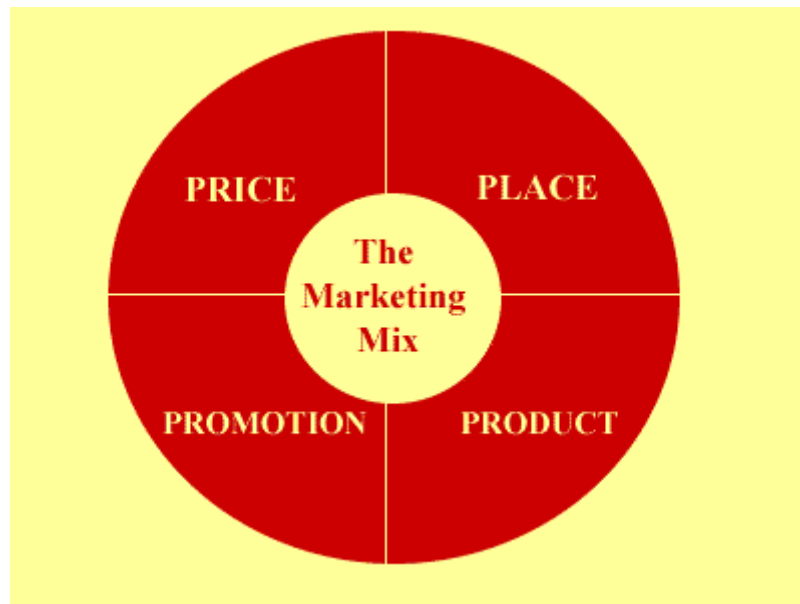 PRICE
PLACE
The
Marketing
Mix
PROMOTION
PRODUCT